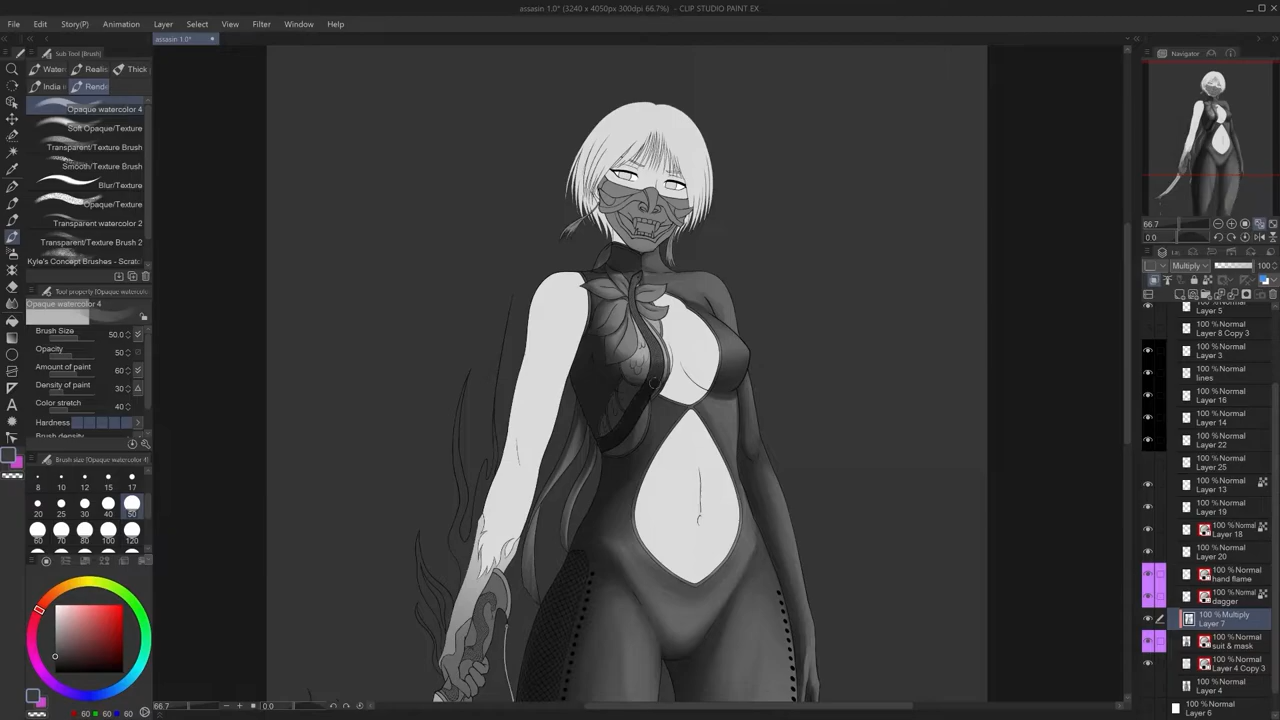 assasin 1.0* (3240 x 4050px 300dpi 66.7%) - CLIP STUDIO PAINT EX
File Edit Story(P) Animation Layer Select View Filter Window Help
assasin 1.0*
Sub Tool [Brush]
Water Realis Thick
India Rende
Opaque watercolor 4
Soft Opaque/Texture
Transparent/Texture Brush
Smooth/Texture Brush
Blur/Texture
Opaque/Texture
Transparent watercolor 2
Transparent/Texture Brush 2
Kyle's Concept Brushes - Scratc
Tool property [Opaque watercolo
Opaque watercolor 4
Brush Size 50.0
Opacity 50
Amount of paint 60
Density of paint 30
Color stretch 40
Hardness
Brush density
Brush size [Opaque watercolor 4]
8 10 12 15 17
20 25 30 40 50
60 70 80 100 120
60 60 60
66.7 0.0
Navigator
66.7
0.0
Multiply 100
Layer 5
100 % Normal
Layer 8 Copy 3
100 % Normal
Layer 3
100 % Normal
lines
100 % Normal
Layer 16
100 % Normal
Layer 14
100 % Normal
Layer 22
100 % Normal
Layer 25
100 % Normal
Layer 13
100 % Normal
Layer 19
100 % Normal
Layer 18
100 % Normal
Layer 20
100 % Normal
hand flame
100 % Normal
dagger
100 % Multiply
Layer 7
100 % Normal
suit & mask
100 % Normal
Layer 4 Copy 3
100 % Normal
Layer 4
100 % Normal
Layer 6